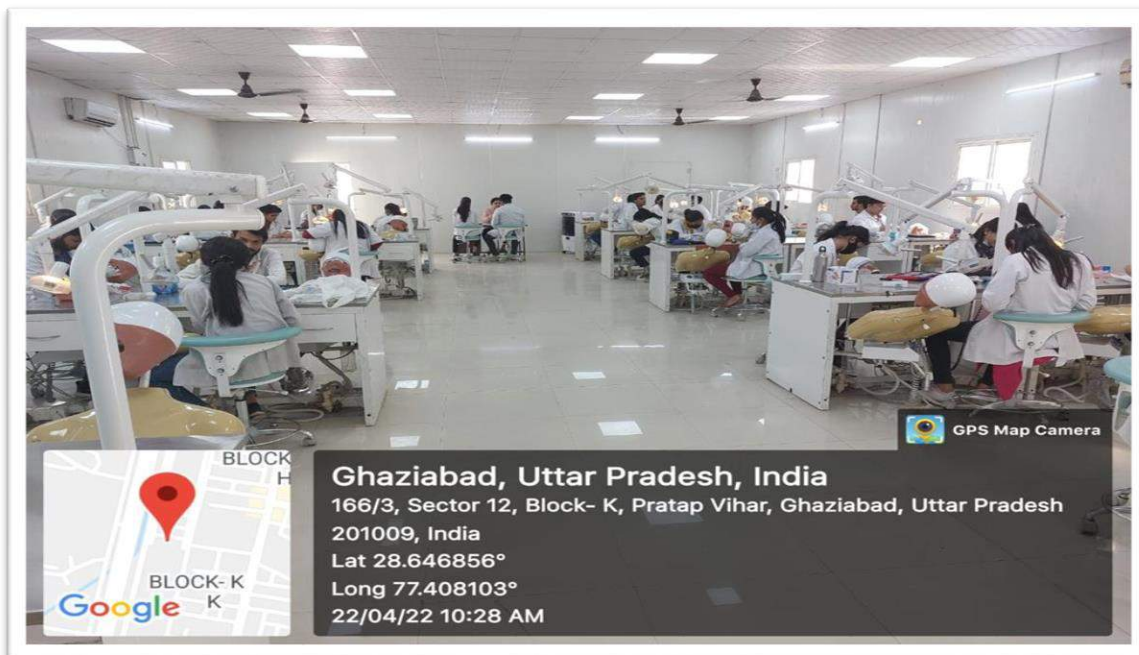 GPS Map Camera
BLOCK
H
BLOCK- K
K
Google
Ghaziabad, Uttar Pradesh, India
166/3, Sector 12, Block- K, Pratap Vihar, Ghaziabad, Uttar Pradesh
201009, India
Lat 28.646856°
Long 77.408103°
22/04/22 10:28 AM